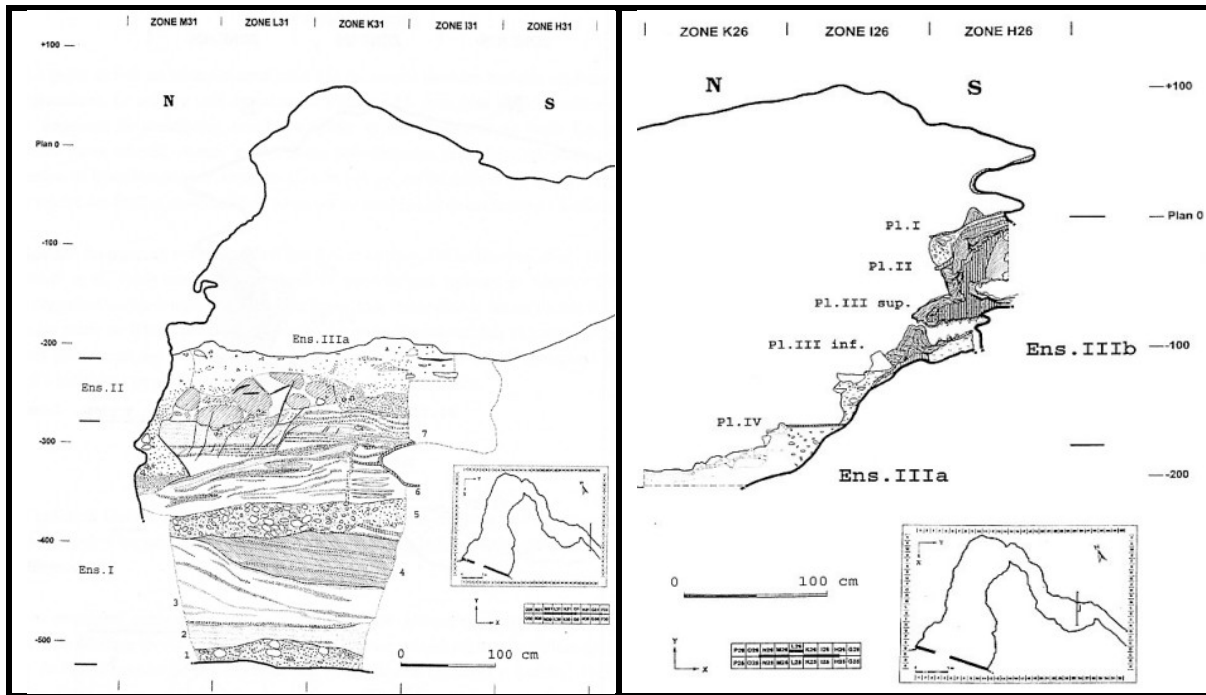 ZONE M31 ZONE L31 ZONE K31 ZONE I31 ZONE H31
+100
N S
Plan 0
-100
-200
Ens.IIIa
Ens.II
-300
7
6
5
-400
Ens.I
4
3
-500
2
1
0 100 cm
Y
X
ZONE K26 ZONE I26 ZONE H26
N S
+100
Pl.I
Plan 0
Pl.II
Pl.III sup.
Pl.III inf.
-100
Ens.IIIb
Pl.IV
Ens.IIIa
-200
0 100 cm
Y
X